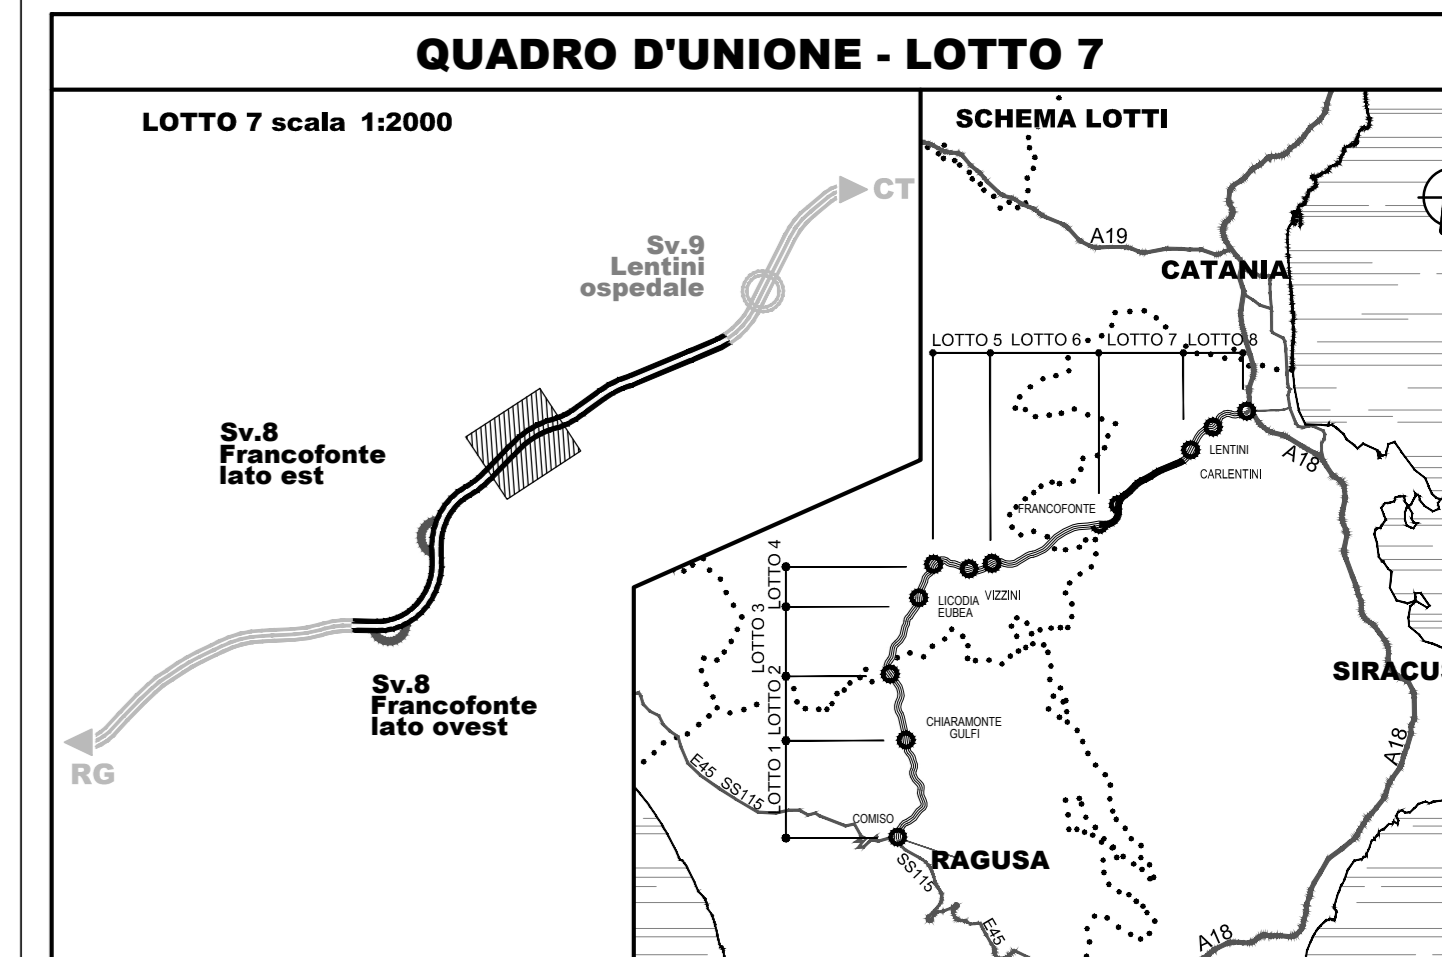 QUADRO D'UNIONE - LOTTO 7
LOTTO 7 scala 1:2000
CT
Sv.9
Lentini
ospedale
Sv.8
Francofonte
lato est
Sv.8
Francofonte
lato ovest
RG
SCHEMA LOTTI
A19
CATANIA
LOTTO 5
LOTTO 6
LOTTO 7
LOTTO 8
LENTINI
CARLENTINI
A18
FRANCOFONTE
LOTTO 4
LOTTO 3
LOTTO 2
LOTTO 1
LICODIA
EUBEA
VIZZINI
SIRACU
CHIARAMONTE
GULFI
A18
E45
SS115
COMISO
RAGUSA
SS115
E45
A18